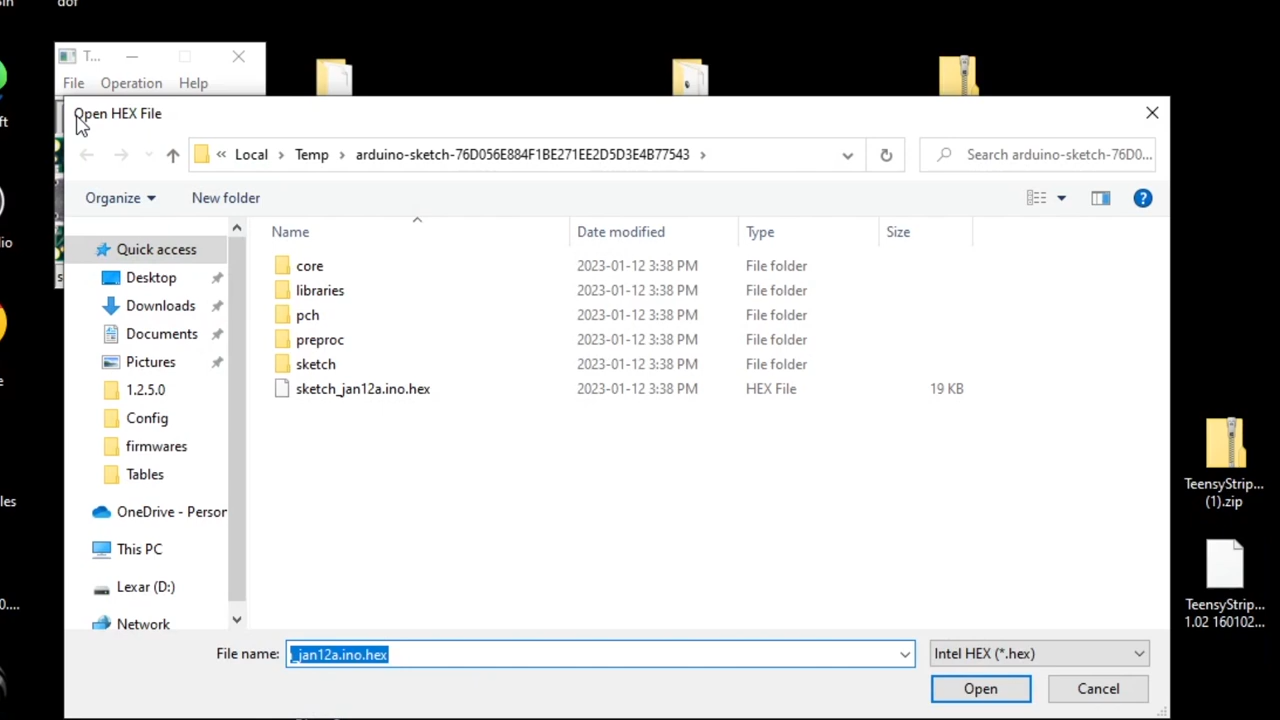 dof
T...
File Operation Help
ft
Open HEX File
« Local > Temp > arduino-sketch-76D056E884F1BE271EE2D5D3E4B77543 >
Search arduino-sketch-76D0...
Organize
New folder
?
Name
Date modified
Type
Size
Quick access
Desktop
Downloads
Documents
Pictures
1.2.5.0
Config
firmwares
Tables
OneDrive - Person
This PC
Lexar (D:)
Network
core 2023-01-12 3:38 PM File folder
libraries 2023-01-12 3:38 PM File folder
pch 2023-01-12 3:38 PM File folder
preproc 2023-01-12 3:38 PM File folder
sketch 2023-01-12 3:38 PM File folder
sketch_jan12a.ino.hex 2023-01-12 3:38 PM HEX File 19 KB
io
e
les
0....
TeensyStrip...
(1).zip
TeensyStrip...
1.02 160102...
File name:
_jan12a.ino.hex
Intel HEX (*.hex)
Open
Cancel